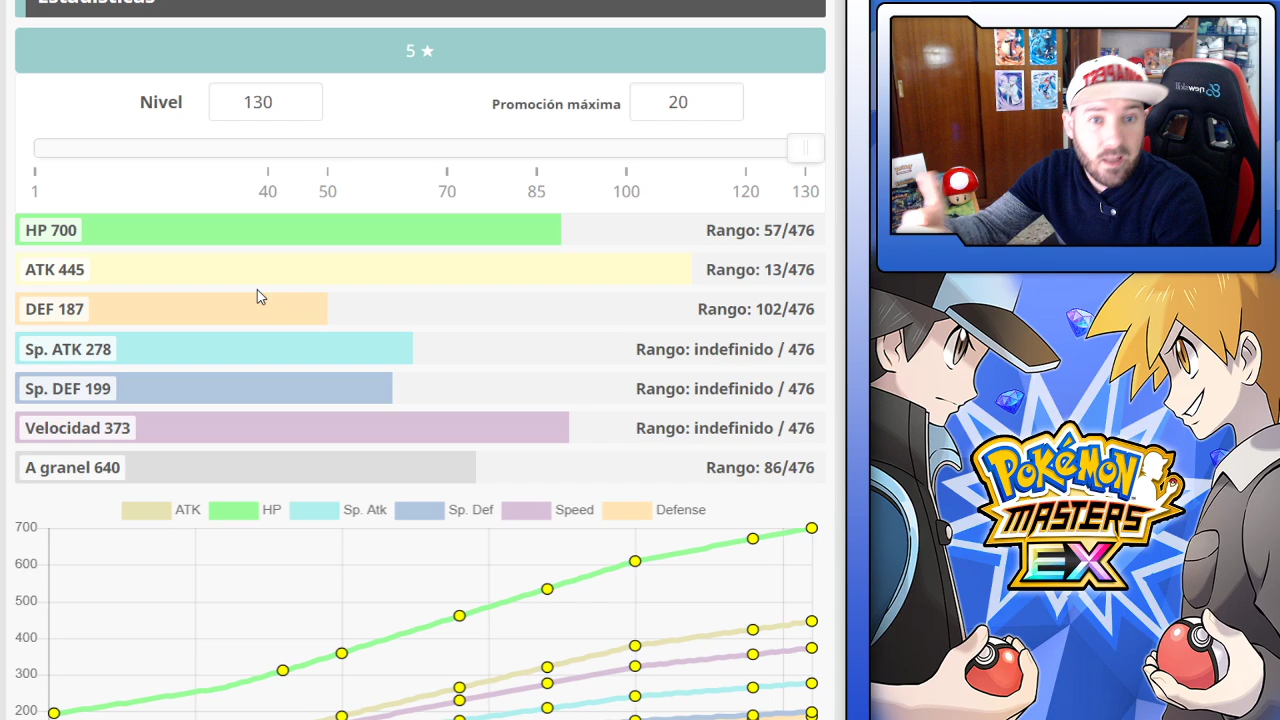 Estadísticas
5 ★
Nivel 130 Promoción máxima 20
1 40 50 70 85 100 120 130
HP 700 Rango: 57/476
ATK 445 Rango: 13/476
DEF 187 Rango: 102/476
Sp. ATK 278 Rango: indefinido / 476
Sp. DEF 199 Rango: indefinido / 476
Velocidad 373 Rango: indefinido / 476
A granel 640 Rango: 86/476
ATK HP Sp. Atk Sp. Def Speed Defense
700
600
500
400
300
200
newskill
POKéMON
MASTERS
EX